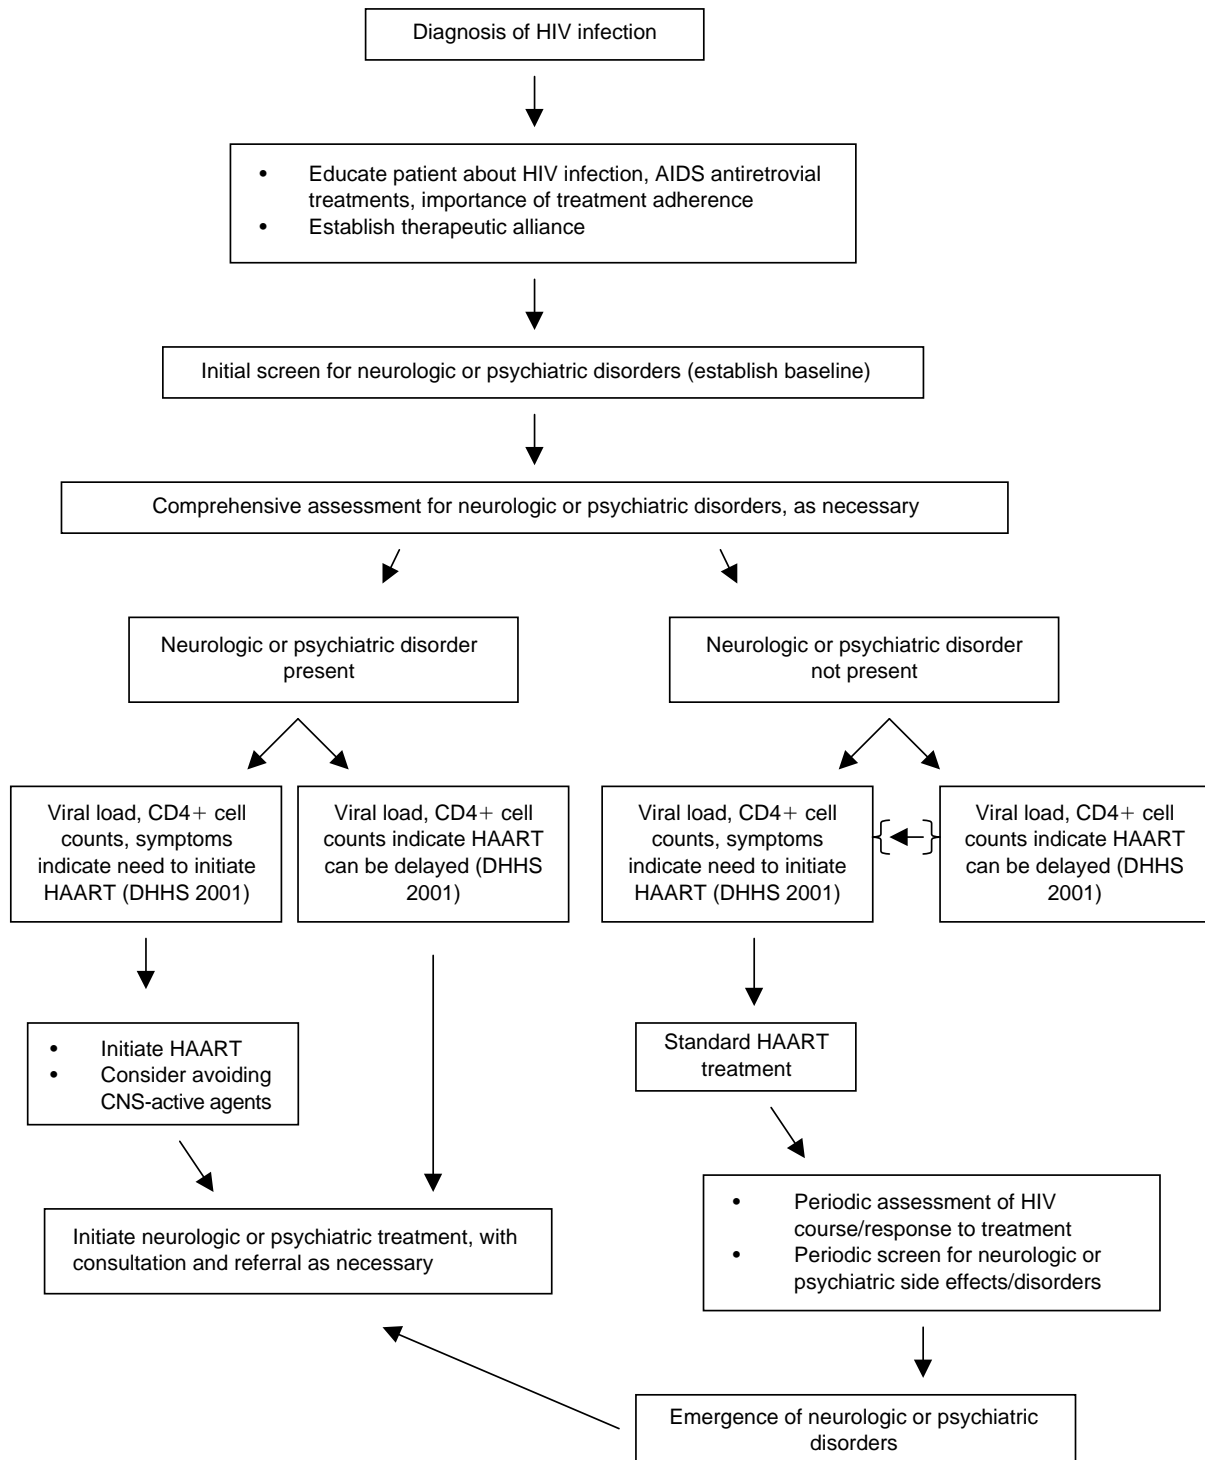 Diagnosis of HIV infection
• Educate patient about HIV infection, AIDS antiretrovial
treatments, importance of treatment adherence
• Establish therapeutic alliance
Initial screen for neurologic or psychiatric disorders (establish baseline)
Comprehensive assessment for neurologic or psychiatric disorders, as necessary
Neurologic or psychiatric disorder
present
Neurologic or psychiatric disorder
not present
Viral load, CD4+ cell
counts, symptoms
indicate need to initiate
HAART (DHHS 2001)
Viral load, CD4+ cell
counts indicate HAART
can be delayed (DHHS
2001)
Viral load, CD4+ cell
counts, symptoms
indicate need to initiate
HAART (DHHS 2001)
Viral load, CD4+ cell
counts indicate HAART
can be delayed (DHHS
2001)
• Initiate HAART
• Consider avoiding
CNS-active agents
Standard HAART
treatment
Initiate neurologic or psychiatric treatment, with
consultation and referral as necessary
• Periodic assessment of HIV
course/response to treatment
• Periodic screen for neurologic or
psychiatric side effects/disorders
Emergence of neurologic or psychiatric
disorders